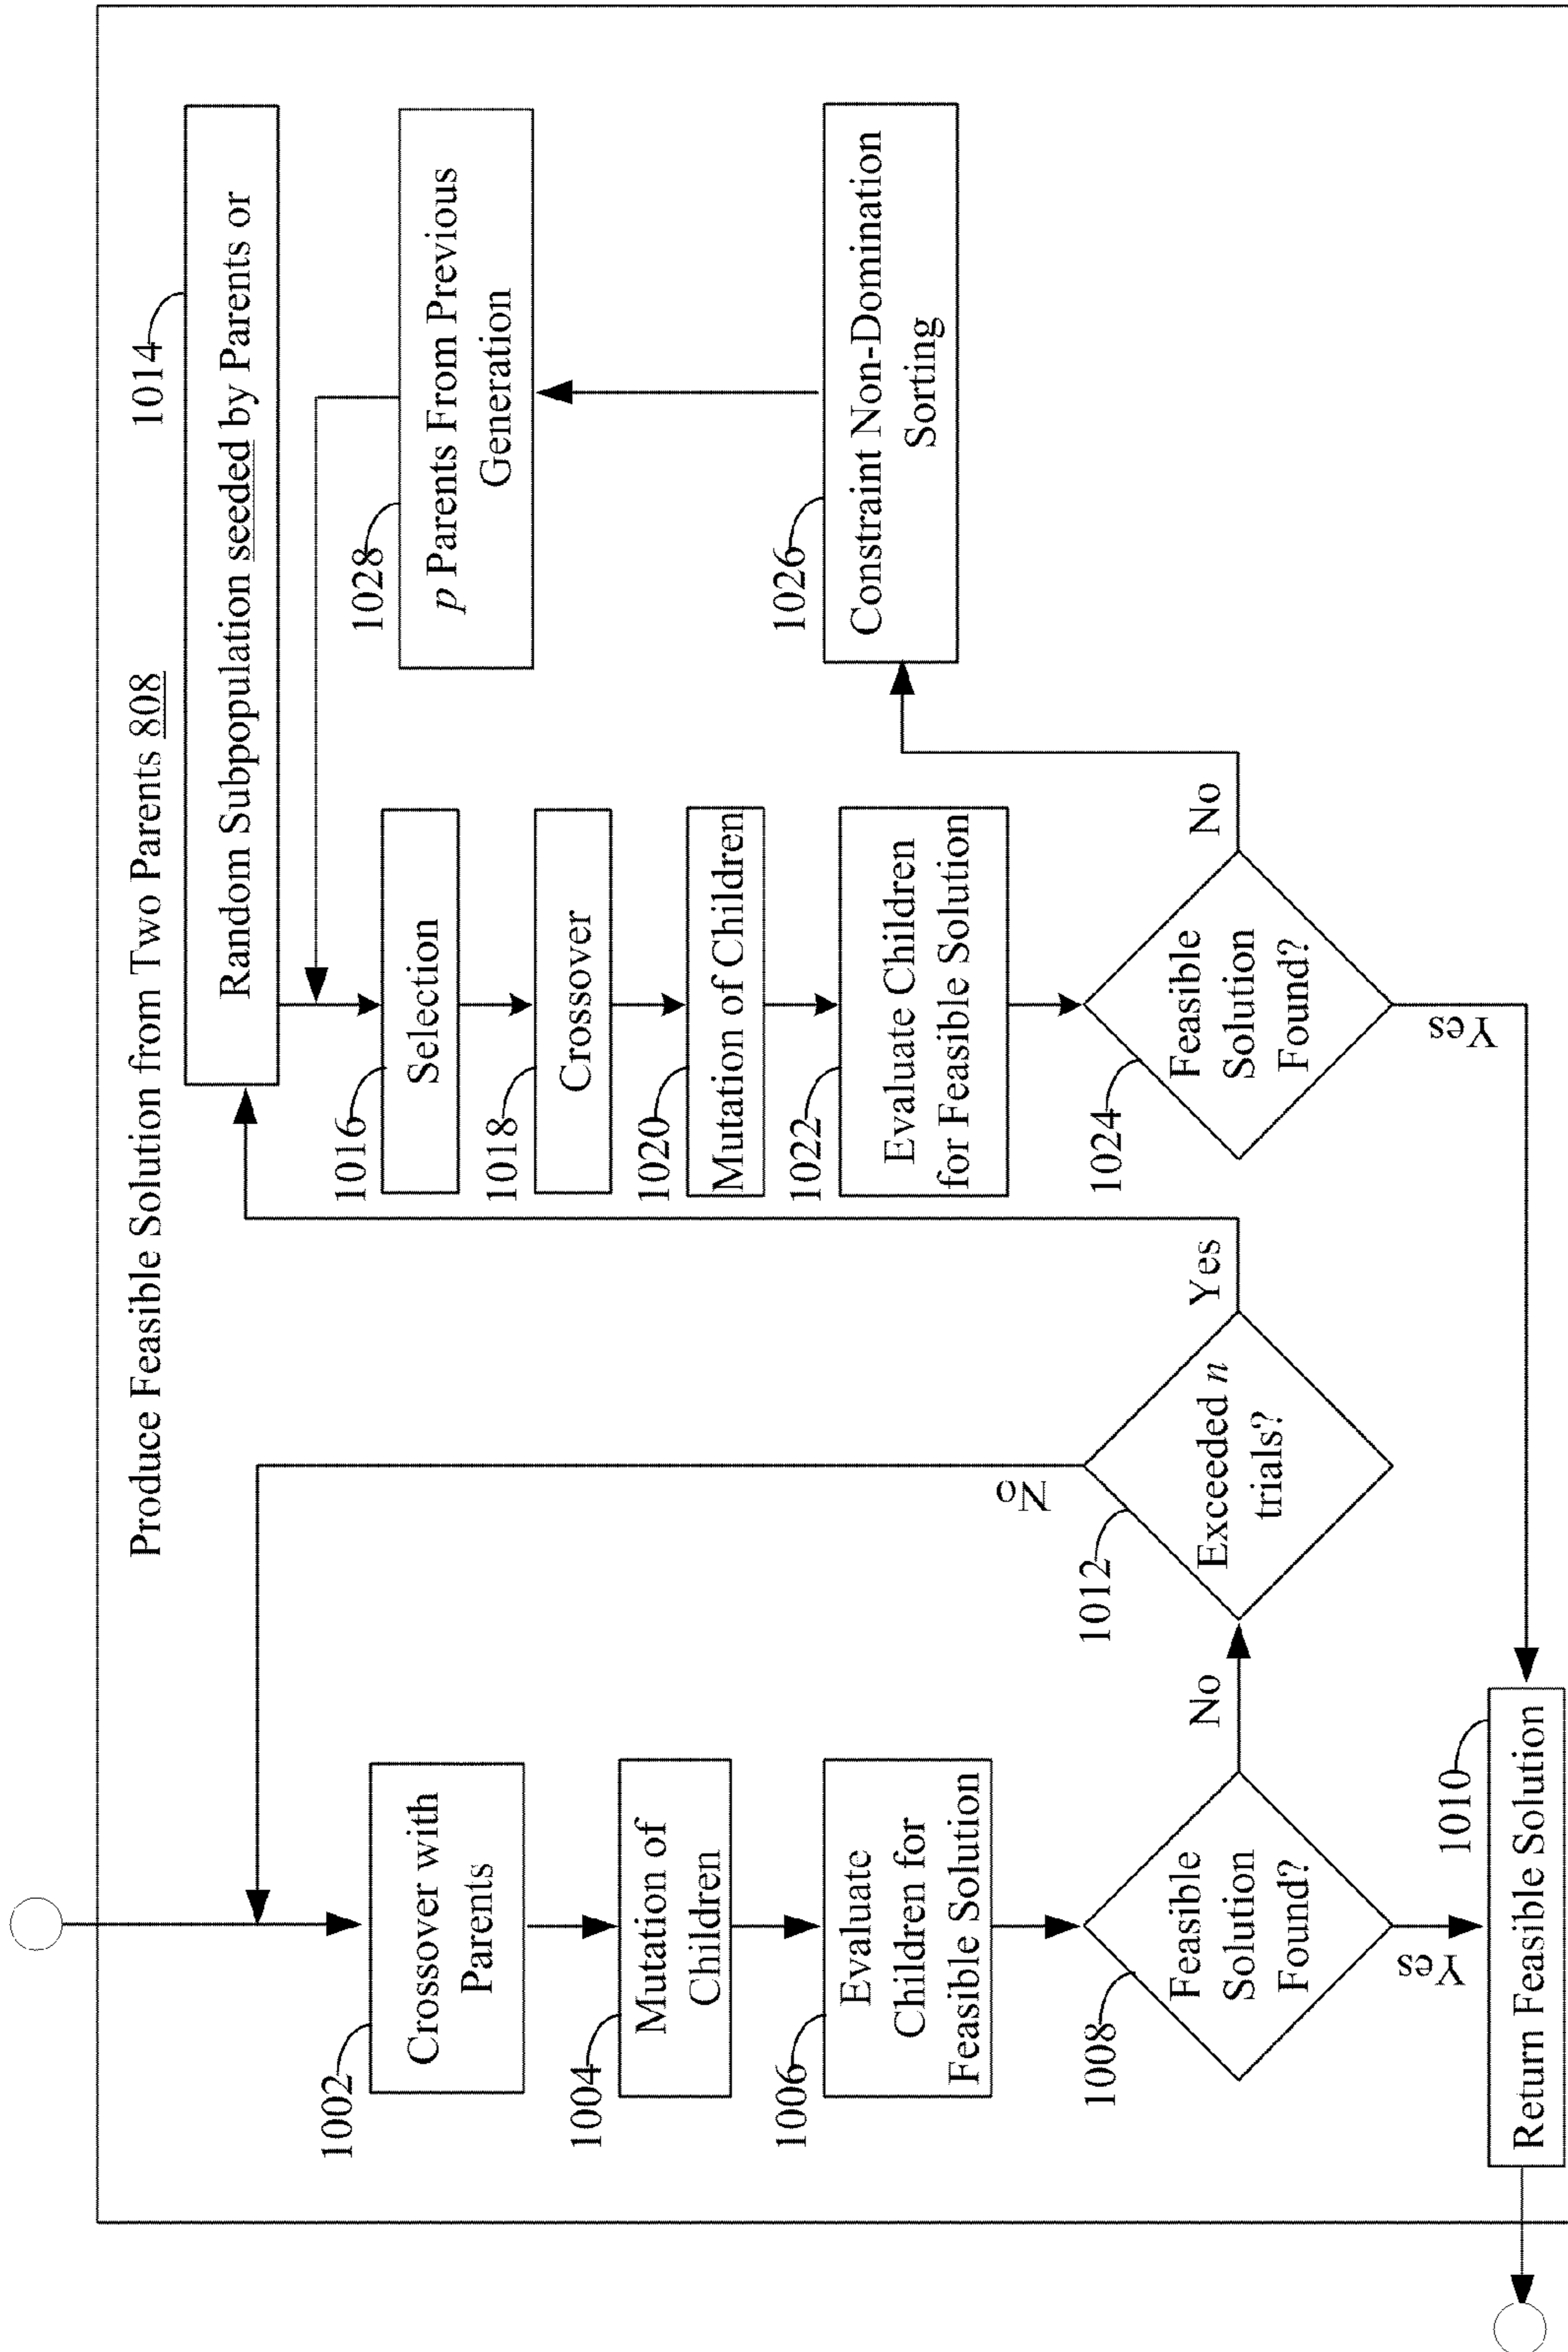 Produce Feasible Solution from Two Parents 808
1002
Crossover with
Parents
1004
Mutation of
Children
1006
Evaluate
Children for
Feasible Solution
1008
Feasible
Solution
Found?
No
Yes
1010
Return Feasible Solution
1012
Exceeded n
trials?
No
Yes
1014
Random Subpopulation seeded by Parents or
1016
Selection
1018
Crossover
1020
Mutation of Children
1022
Evaluate Children
for Feasible Solution
1024
Feasible
Solution
Found?
No
Yes
1026
Constraint Non-Domination
Sorting
1028
p Parents From Previous
Generation